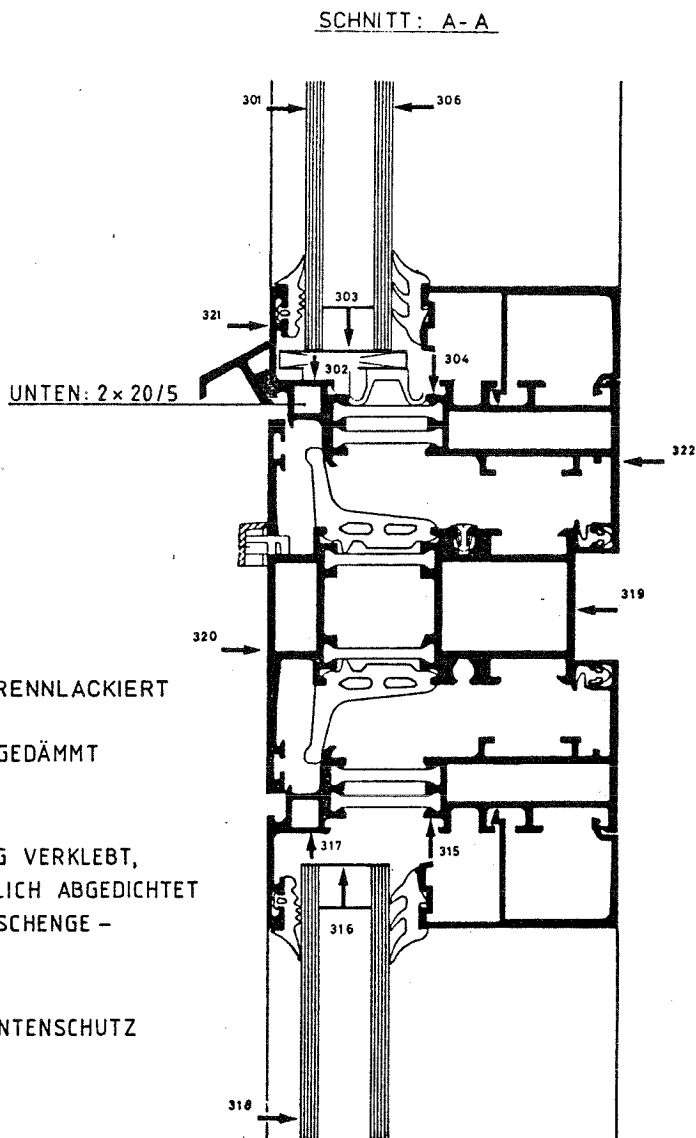 SCHNITT: A-A
301
306
303
321
302
304
UNTEN: 2 x 20/5
322
319
320
RENNLACKIERT
GEDÄMMT
G VERKLEBT,
317
315
LICH ABGEDICHTET
SCHENGE –
316
NTENSCHUTZ
318